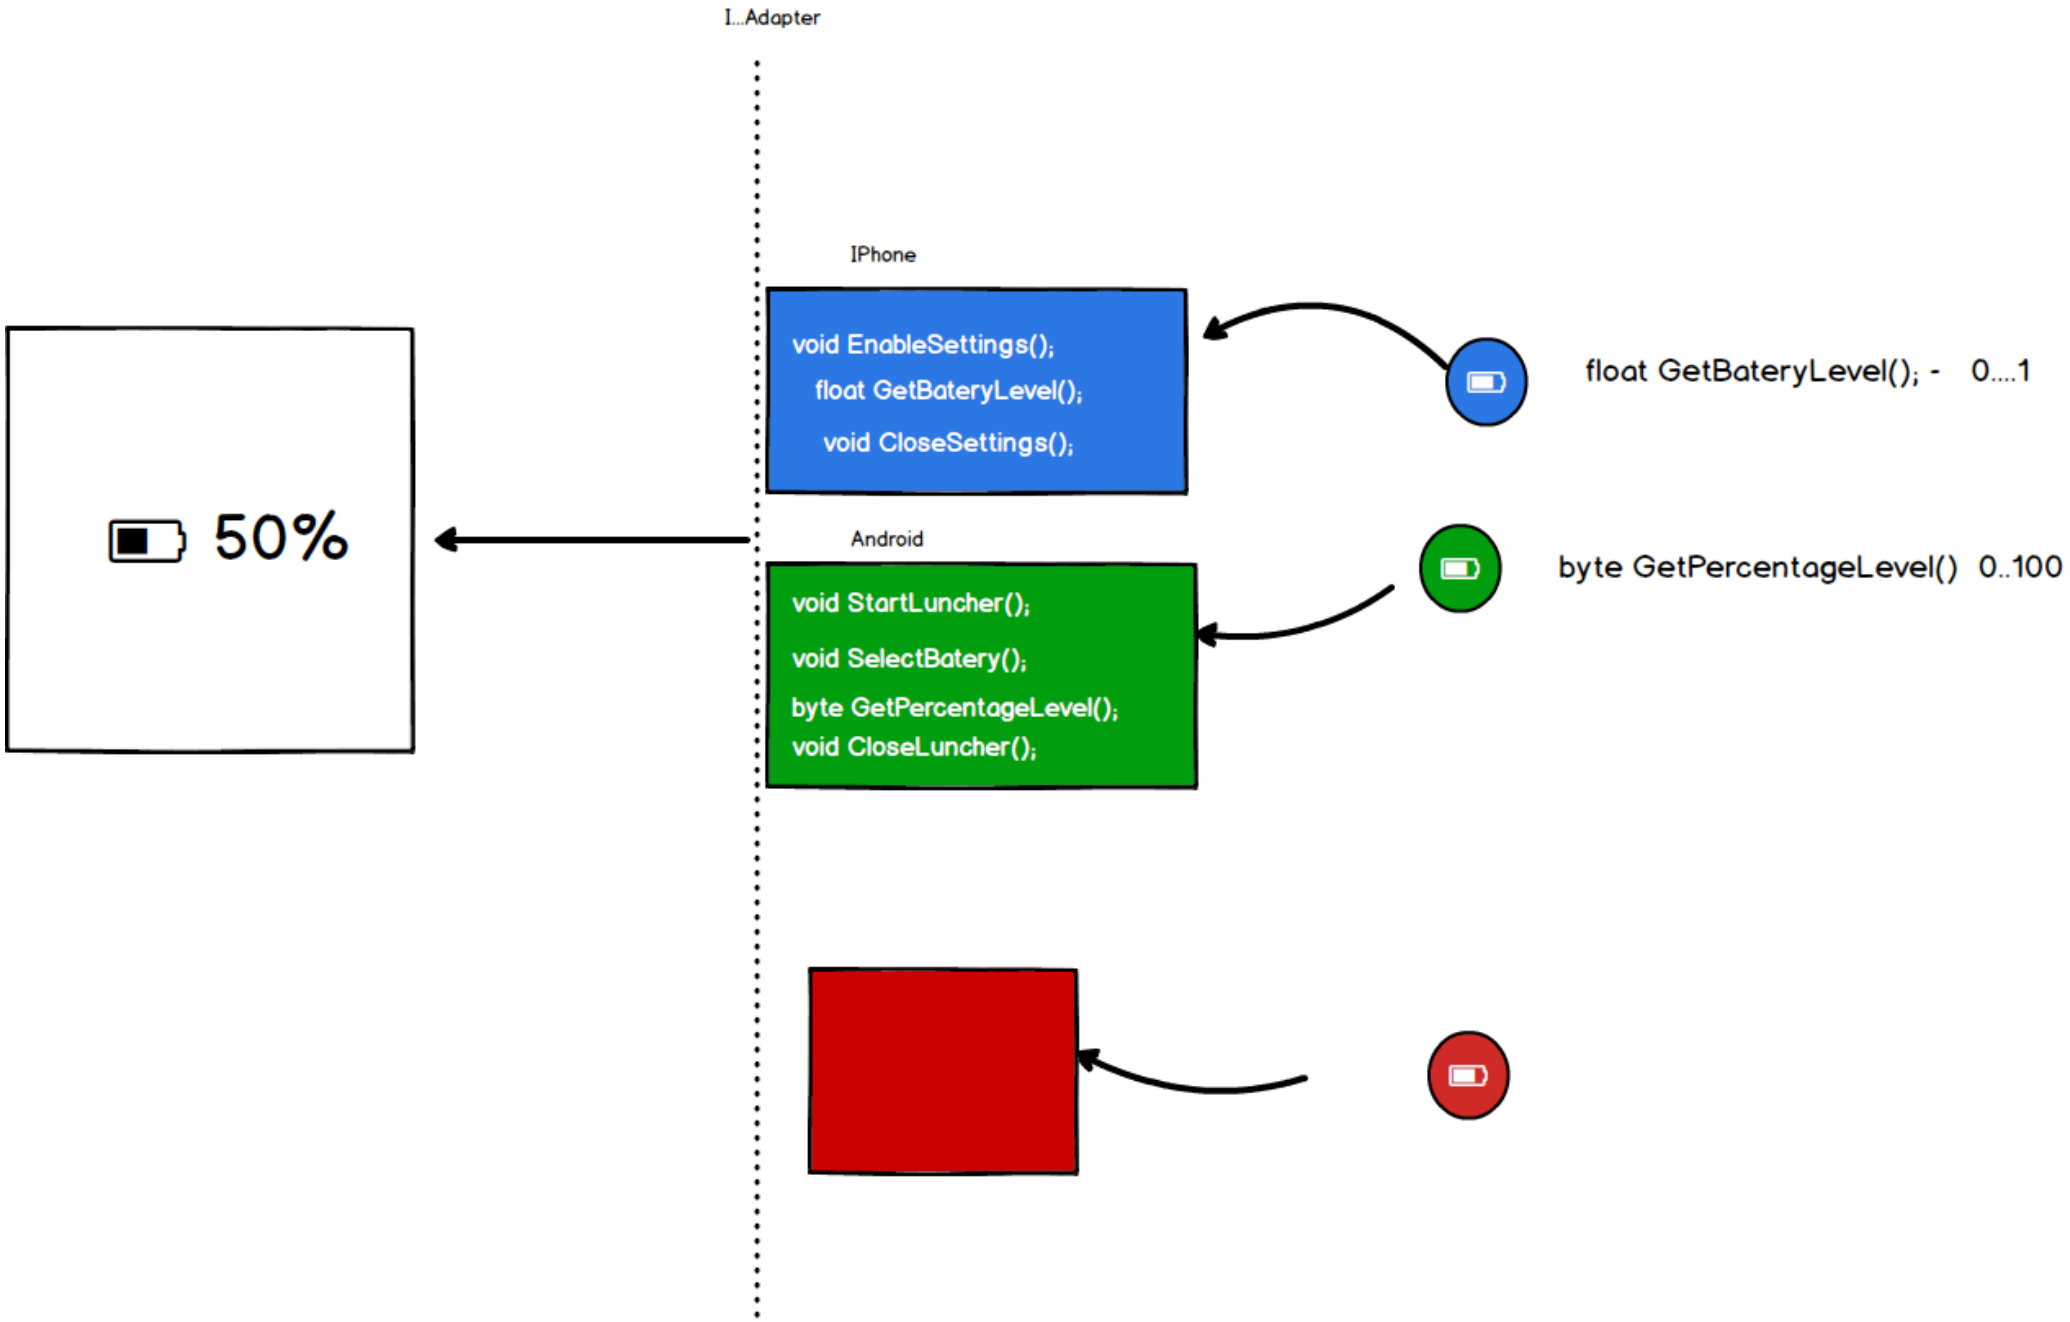 I...Adapter
IPhone
void EnableSettings();
float GetBateryLevel();
void CloseSettings();
float GetBateryLevel(); - 0....1
50%
Android
void StartLuncher();
void SelectBatery();
byte GetPercentageLevel();
void CloseLuncher();
byte GetPercentageLevel() 0..100